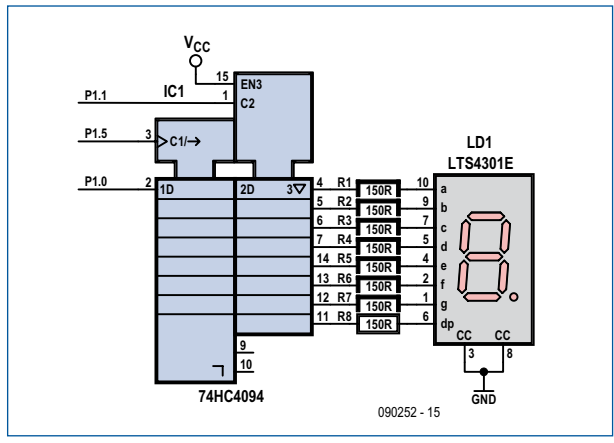 VCC
15 EN3
P1.1 IC1 1 C2
P1.5 3 C1/→
LD1
LTS4301E
P1.0 2 1D 2D 3▽ 4 R1 150R 10 a
5 R2 150R 9 b
6 R3 150R 7 c
7 R4 150R 5 d
14 R5 150R 4 e
13 R6 150R 2 f
12 R7 150R 1 g
11 R8 150R 6 dp
CC CC
9 3 8
10
74HC4094 GND
090252 - 15